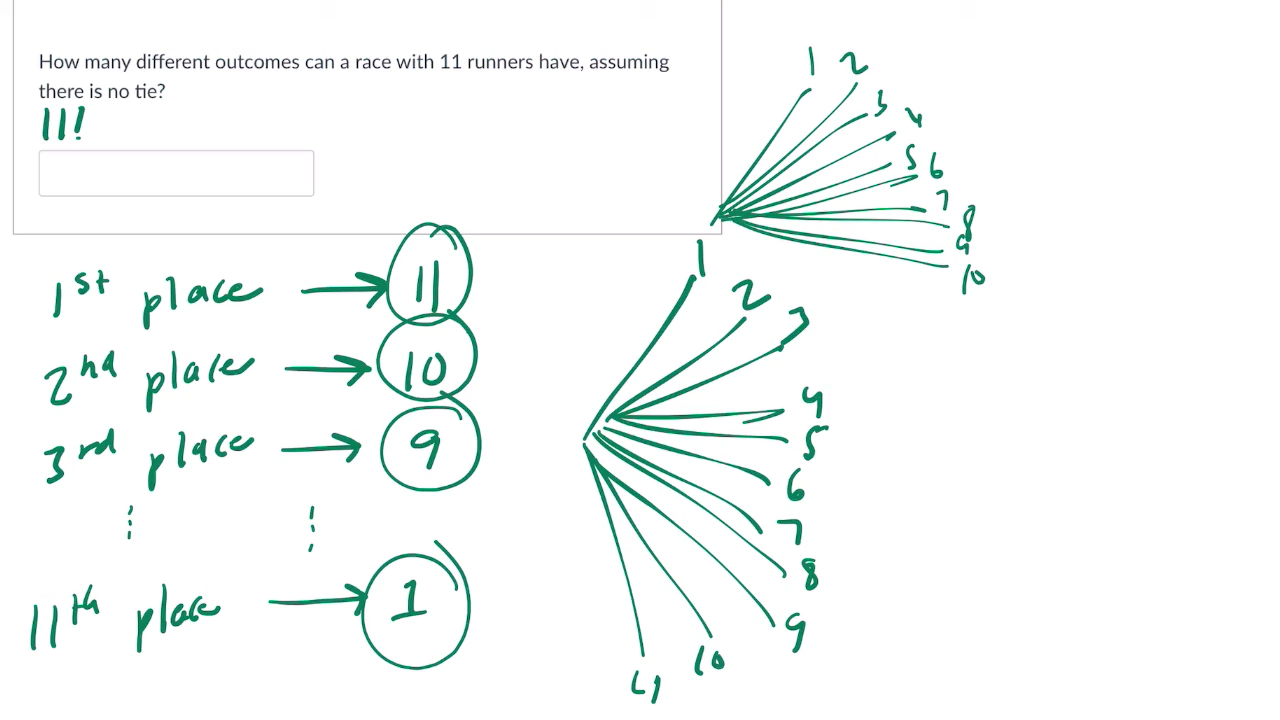 How many different outcomes can a race with 11 runners have, assuming
there is no tie?
11!
1st place → 11
2nd place → 10
3rd place → 9
⋮ ⋮
11th place → 1
1 2 3 4 5 6 7 8 9 10
1 2 3 4 5 6 7 8 9 10 11